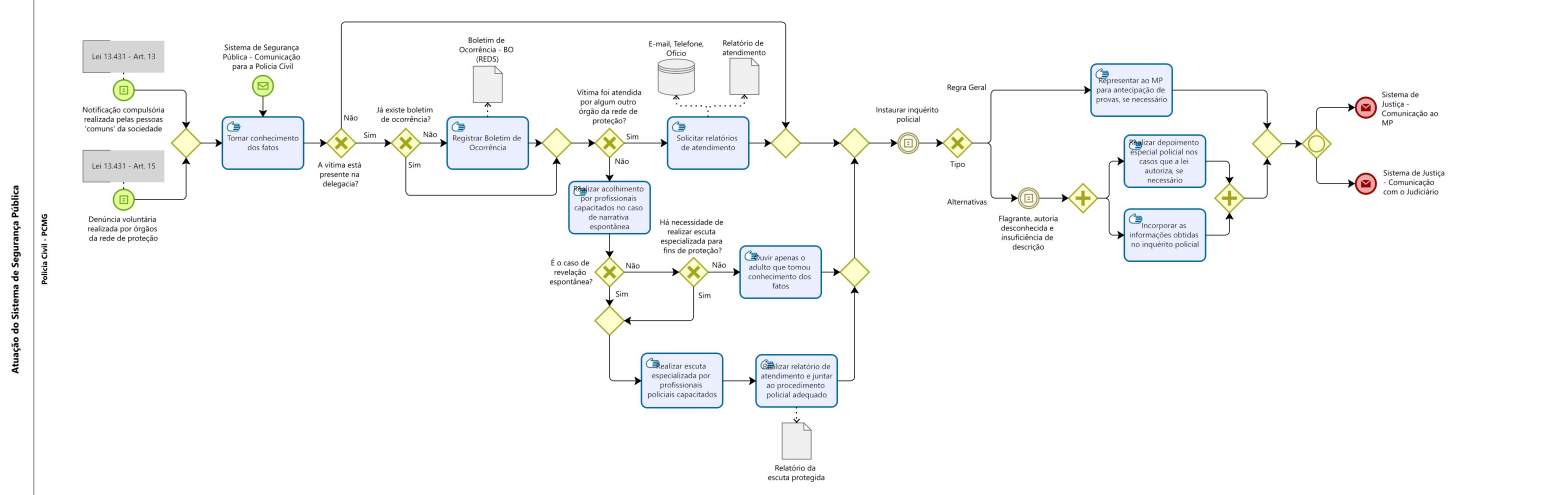 Atuação do Sistema de Segurança Pública
Polícia Civil - PCMG
Lei 13.431 - Art. 13
Notificação compulsória
realizada pelas pessoas
'comuns' da sociedade
Lei 13.431 - Art. 15
Denúncia voluntária
realizada por órgãos
da rede de proteção
Sistema de Segurança
Pública - Comunicação
para a Polícia Civil
Tomar conhecimento
dos fatos
Não
Sim
A vítima está
presente na
delegacia?
Já existe boletim
de ocorrência?
Não
Sim
Boletim de
Ocorrência - BO
(REDS)
Registrar Boletim de
Ocorrência
Vítima foi atendida
por algum outro
órgão da rede de
proteção?
Sim
Não
E-mail, Telefone,
Ofício
Relatório de
atendimento
Solicitar relatórios
de atendimento
Realizar acolhimento
por profissionais
capacitados no caso
de narrativa
espontânea
É o caso de
revelação
espontânea?
Não
Sim
Há necessidade de
realizar escuta
especializada para
fins de proteção?
Não
Sim
Ouvir apenas o
adulto que tomou
conhecimento dos
fatos
Realizar escuta
especializada por
profissionais
policiais capacitados
Realizar relatório de
atendimento e juntar
ao procedimento
policial adequado
Relatório da
escuta protegida
Instaurar inquérito
policial
Tipo
Regra Geral
Alternativas
Representar ao MP
para antecipação de
provas, se necessário
Flagrante, autoria
desconhecida e
insuficiência de
descrição
Realizar depoimento
especial policial nos
casos que a lei
autoriza, se
necessário
Incorporar as
informações obtidas
no inquérito policial
Sistema de
Justiça -
Comunicação ao
MP
Sistema de Justiça
- Comunicação
com o Judiciário